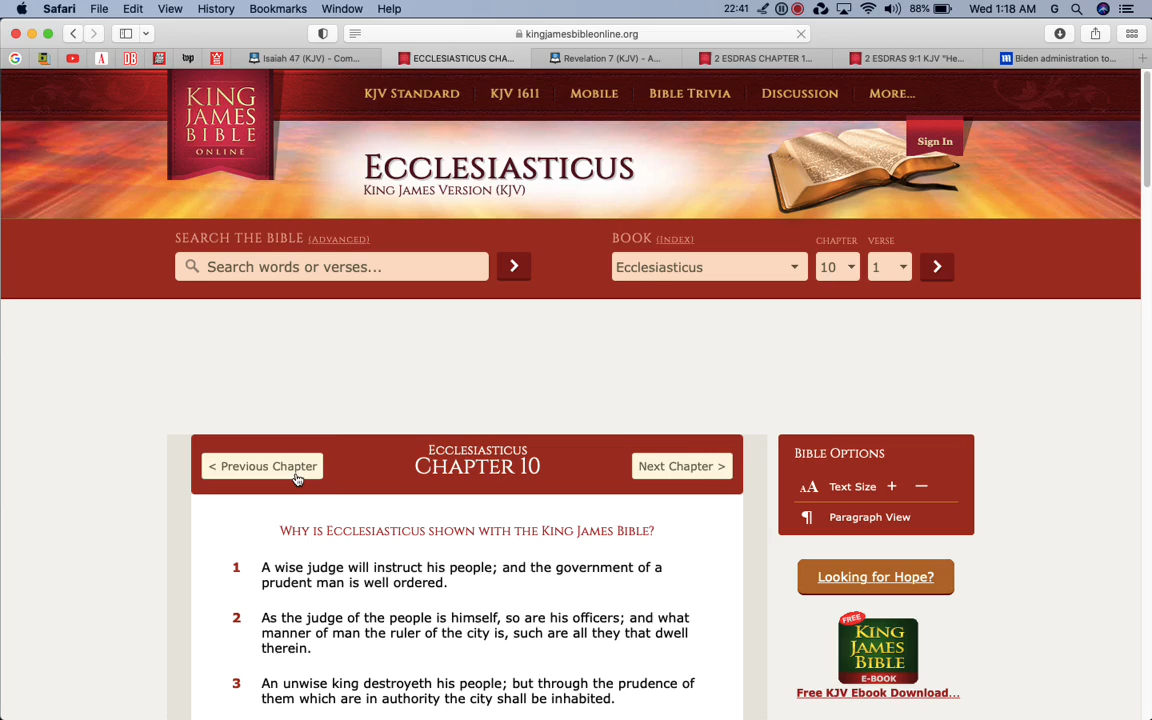 Safari File Edit View History Bookmarks Window Help 22:41 88% Wed 1:18 AM G
kingjamesbibleonline.org
G A DB top Isaiah 47 (KJV) - Com... ECCLESIASTICUS CHA... Revelation 7 (KJV) - A... 2 ESDRAS CHAPTER 1... 2 ESDRAS 9:1 KJV "He... Biden administration to...
KING JAMES BIBLE ONLINE
KJV STANDARD KJV 1611 MOBILE BIBLE TRIVIA DISCUSSION MORE...
Sign In
ECCLESIASTICUS
KING JAMES VERSION (KJV)
SEARCH THE BIBLE (ADVANCED) BOOK (INDEX) CHAPTER VERSE
Search words or verses... Ecclesiasticus 10 1
ECCLESIASTICUS
< Previous Chapter CHAPTER 10 Next Chapter >
BIBLE OPTIONS
AA Text Size + —
¶ Paragraph View
WHY IS ECCLESIASTICUS SHOWN WITH THE KING JAMES BIBLE?
1 A wise judge will instruct his people; and the government of a
prudent man is well ordered.
2 As the judge of the people is himself, so are his officers; and what
manner of man the ruler of the city is, such are all they that dwell
therein.
3 An unwise king destroyeth his people; but through the prudence of
them which are in authority the city shall be inhabited.
Looking for Hope?
FREE
KING
JAMES
BIBLE
E-BOOK
Free KJV Ebook Download...